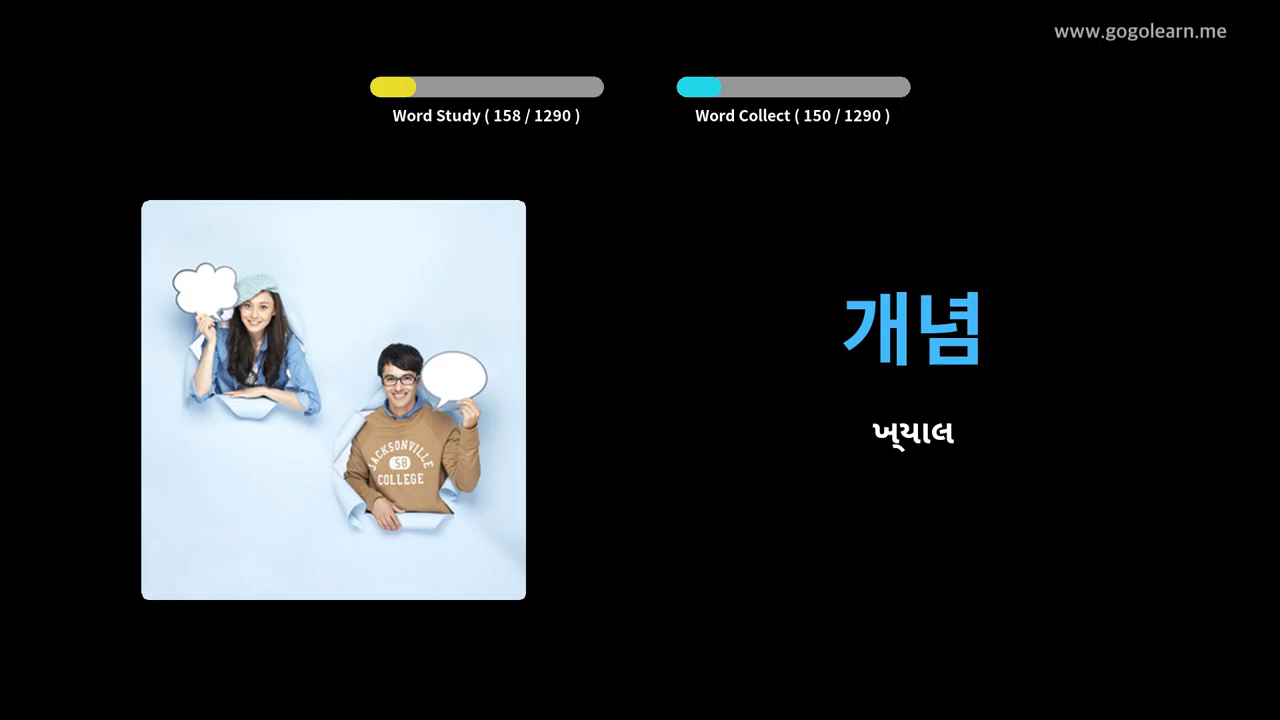 www.gogolearn.me
Word Study ( 158 / 1290 )
Word Collect ( 150 / 1290 )
개념
ખ્યાલ
JACKSONVILLE
58
COLLEGE